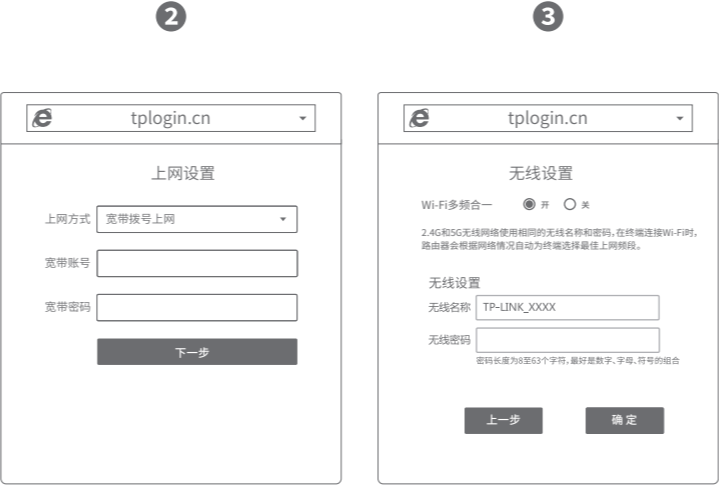 2
tplogin.cn
上网设置
上网方式 宽带拨号上网
宽带账号
宽带密码
下一步
3
tplogin.cn
无线设置
Wi-Fi多频合一 开 关
2.4G和5G无线网络使用相同的无线名称和密码,在终端连接Wi-Fi时,
路由器会根据网络情况自动为终端选择最佳上网频段。
无线设置
无线名称 TP-LINK_XXXX
无线密码
密码长度为8至63个字符,最好是数字、字母、符号的组合
上一步 确 定